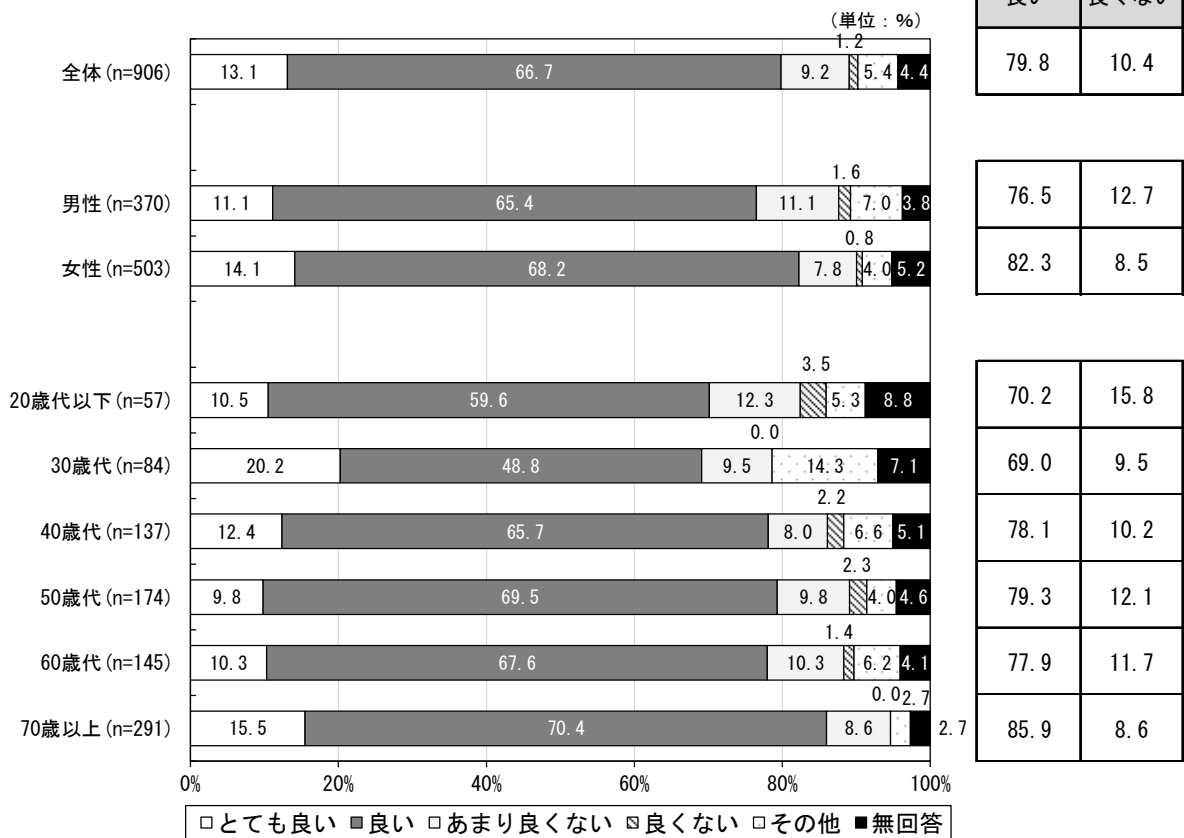 (単位：%)
良い 良くない
1.2
全体(n=906) 13.1 66.7 9.2 5.4 4.4 79.8 10.4
1.6
男性(n=370) 11.1 65.4 11.1 7.0 3.8 76.5 12.7
0.8
女性(n=503) 14.1 68.2 7.8 4.0 5.2 82.3 8.5
3.5
20歳代以下(n=57) 10.5 59.6 12.3 5.3 8.8 70.2 15.8
0.0
30歳代(n=84) 20.2 48.8 9.5 14.3 7.1 69.0 9.5
2.2
40歳代(n=137) 12.4 65.7 8.0 6.6 5.1 78.1 10.2
2.3
50歳代(n=174) 9.8 69.5 9.8 4.0 4.6 79.3 12.1
1.4
60歳代(n=145) 10.3 67.6 10.3 6.2 4.1 77.9 11.7
0.0 2.7
70歳以上(n=291) 15.5 70.4 8.6 2.7 85.9 8.6
0% 20% 40% 60% 80% 100%
とても良い 良い あまり良くない 良くない その他 無回答